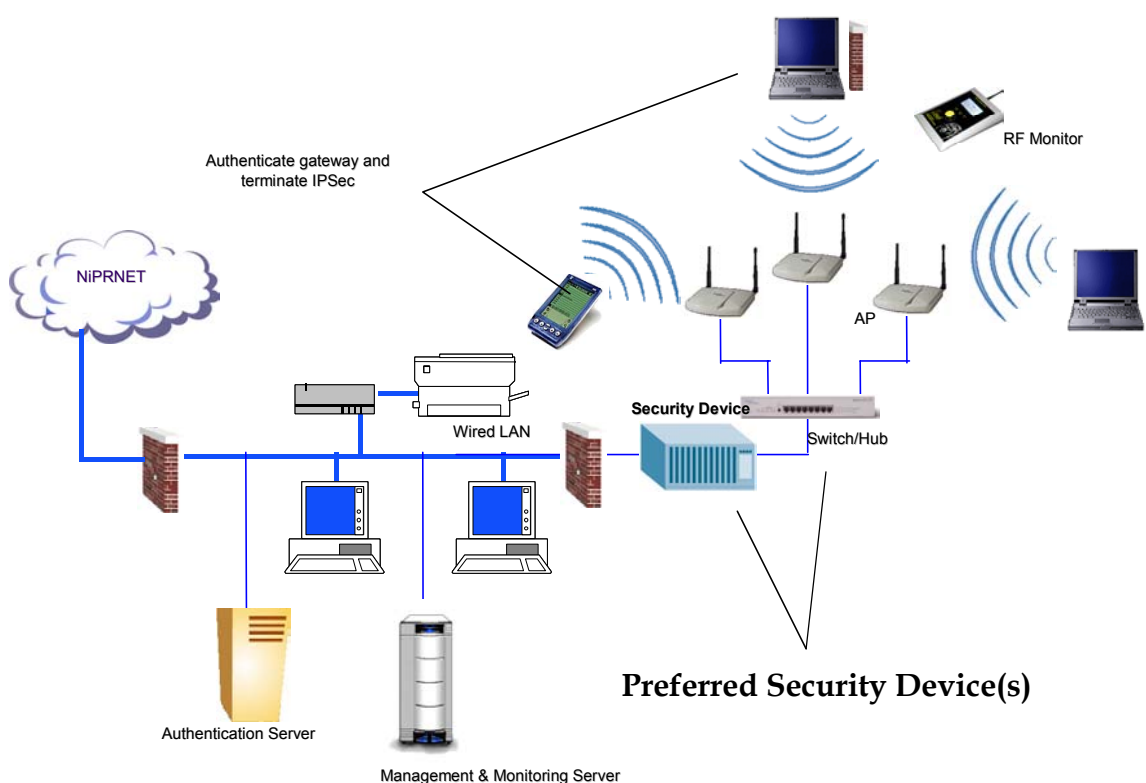 RF Monitor
Authenticate gateway and
terminate IPSec
NiPRNET
AP
Security Device
Wired LAN
Switch/Hub
Preferred Security Device(s)
Authentication Server
Management & Monitoring Server